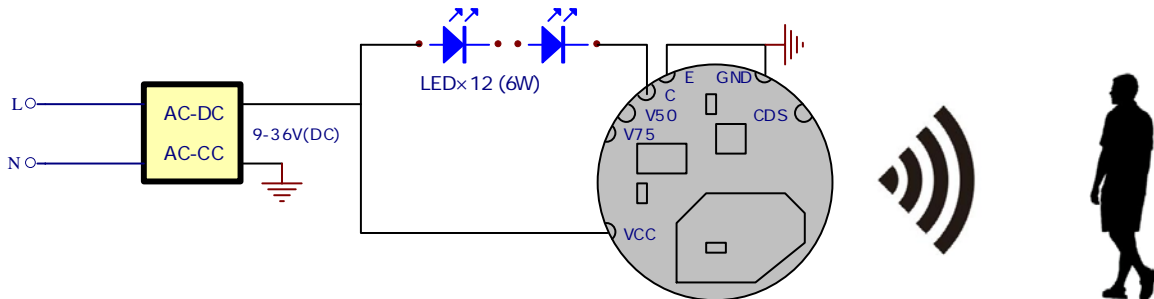 L
N
AC-DC
AC-CC
9-36V(DC)
LED×12 (6W)
E
GND
C
V50
CDS
V75
VCC